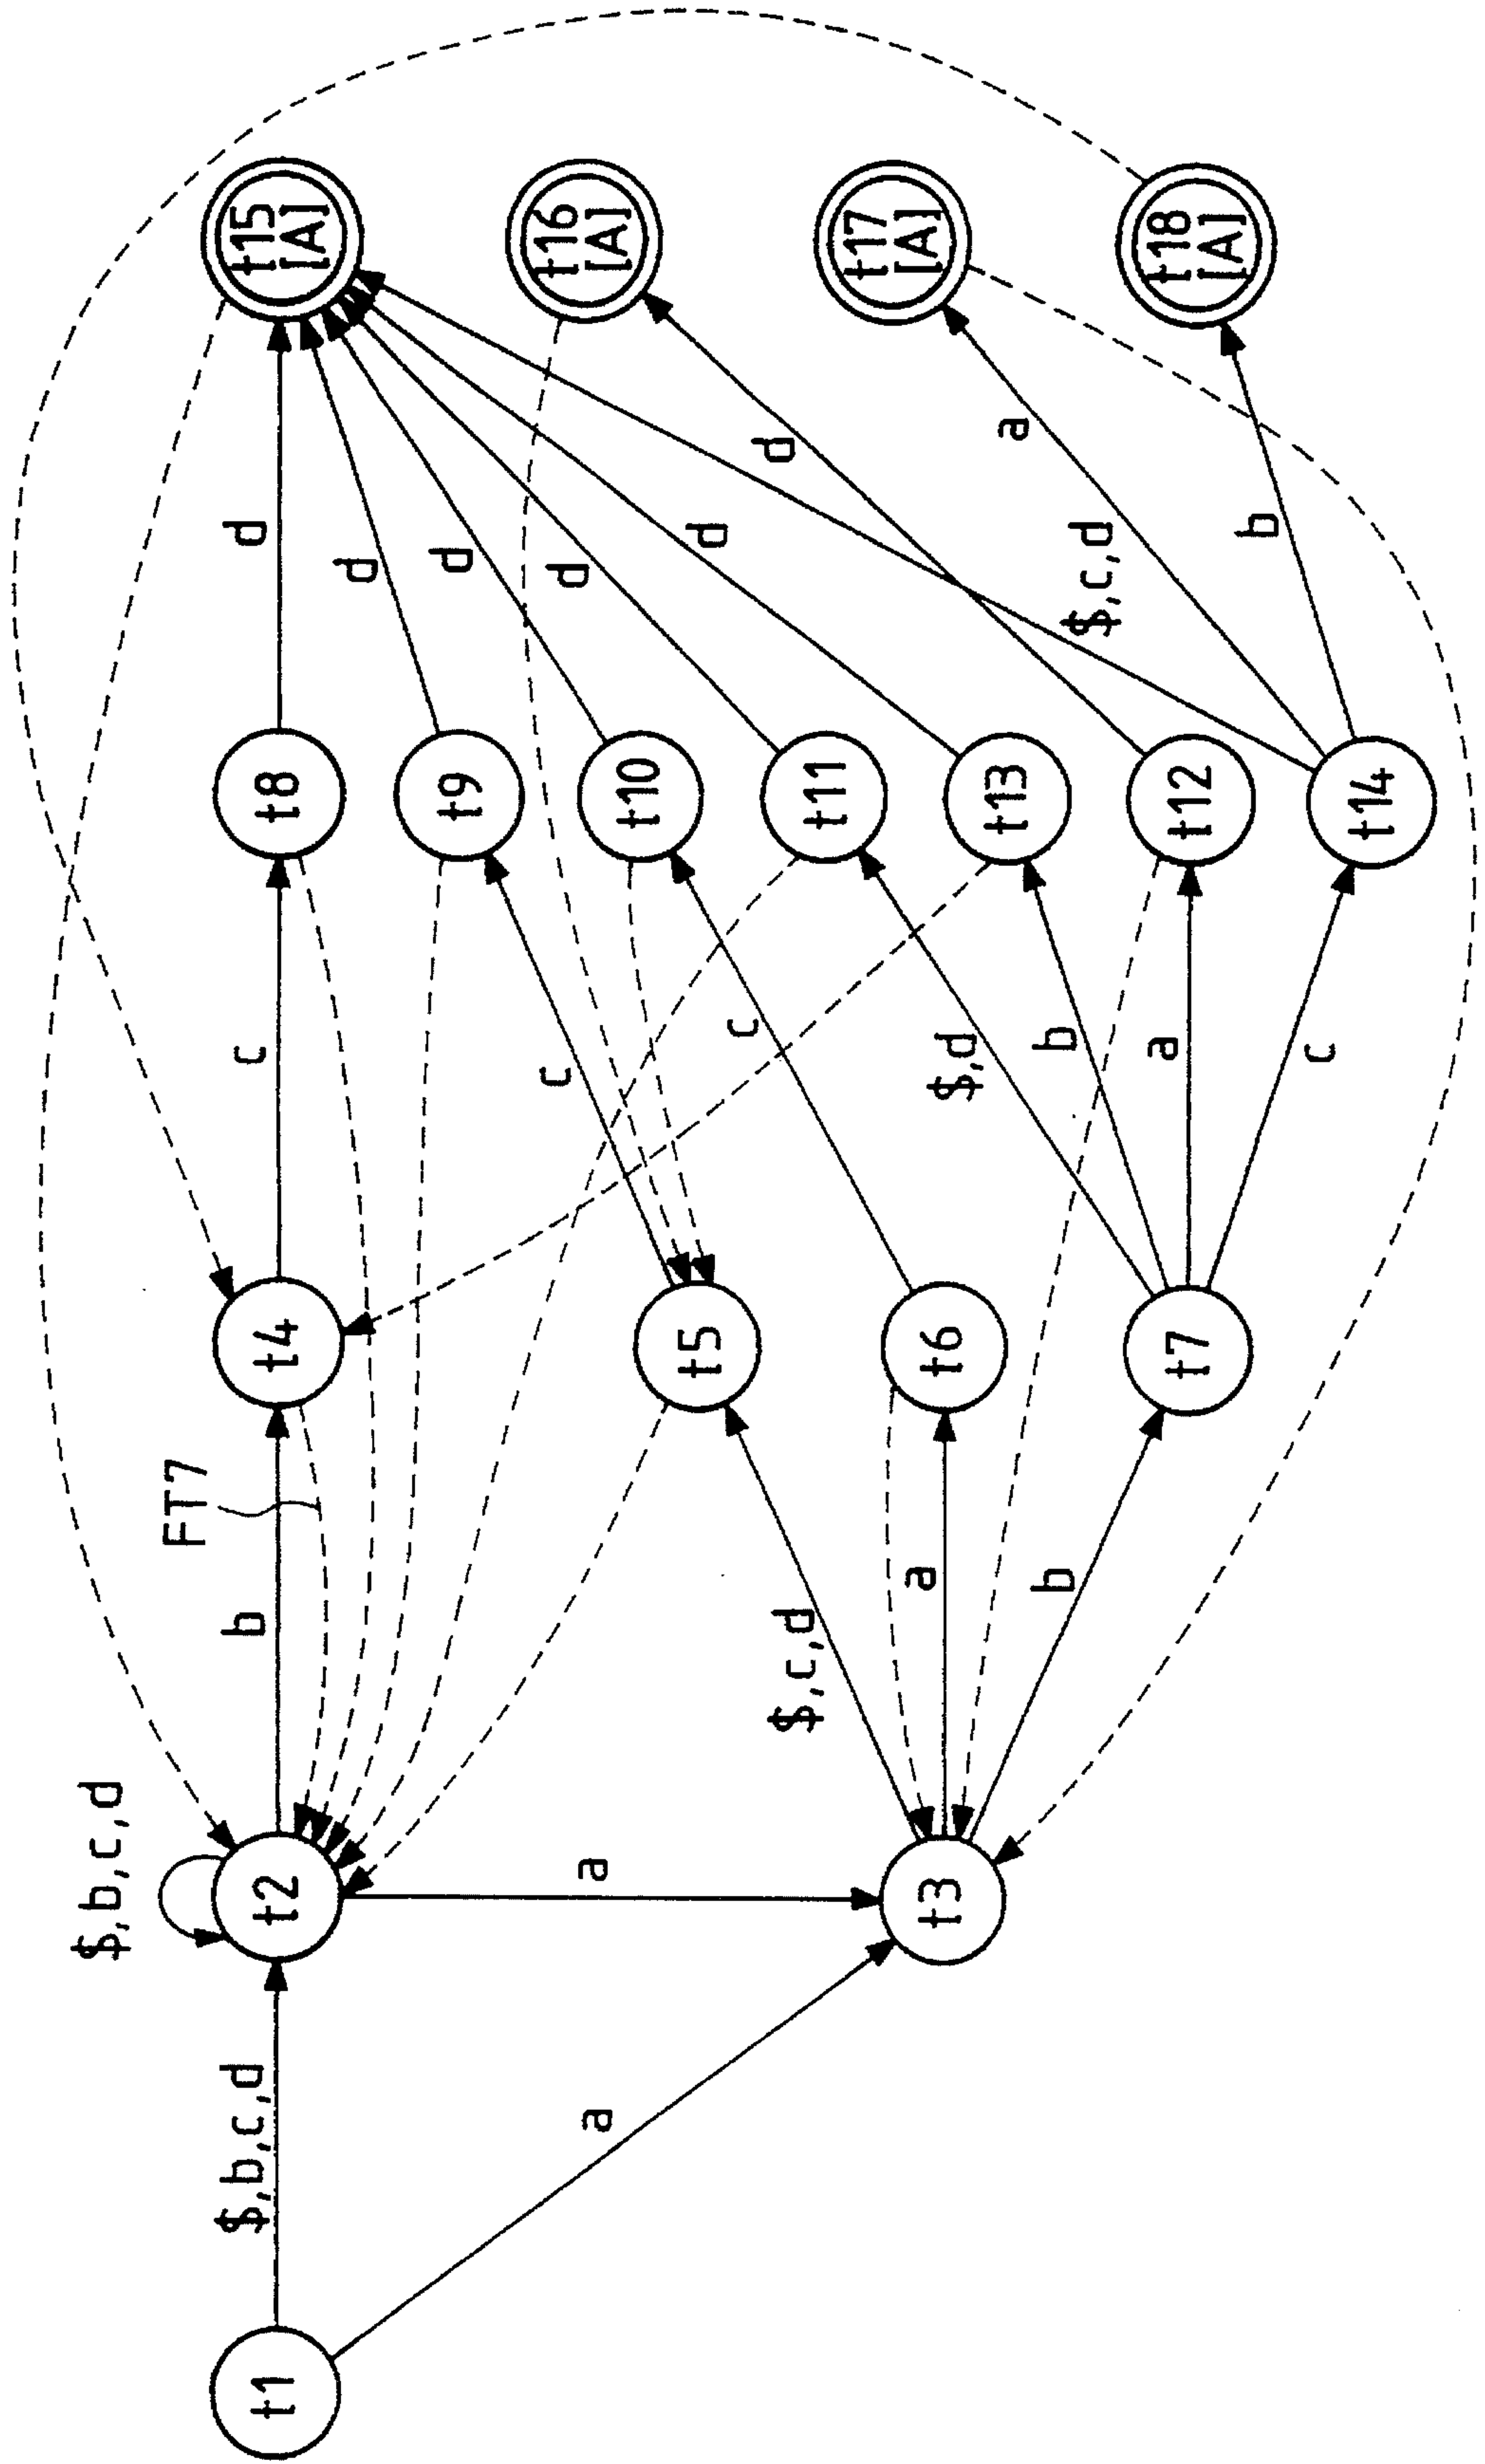 t1
$,b,c,d
a
$,b,c,d
t2
a
t3
b
FT7
$,c,d
a
b
t4
t5
t6
t7
c
c
c
$,d
b
a
c
t8
t9
t10
t11
t13
t12
t14
d
d
d
d
d
$,c,d
d
a
b
t15
[A]
t16
[A]
t17
[A]
t18
[A]